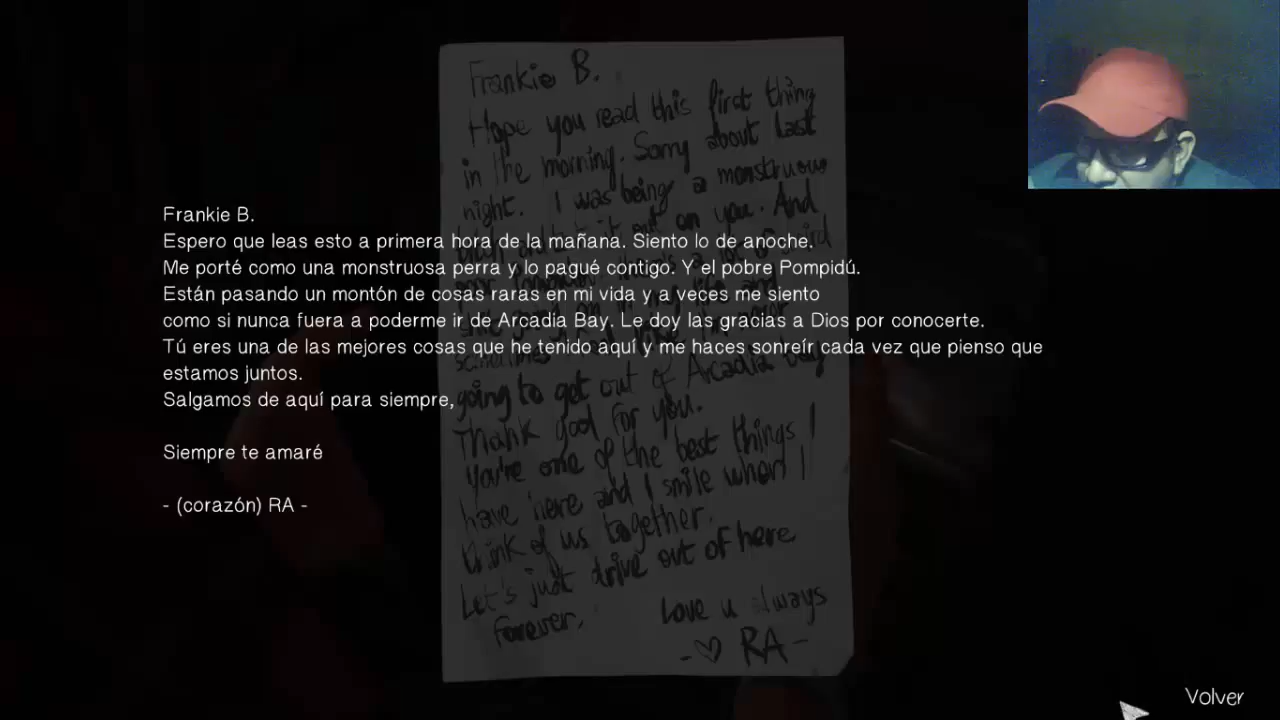 Frankie B.
Espero que leas esto a primera hora de la mañana. Siento lo de anoche.
Me porté como una monstruosa perra y lo pagué contigo. Y el pobre Pompidú.
Están pasando un montón de cosas raras en mi vida y a veces me siento
como si nunca fuera a poderme ir de Arcadia Bay. Le doy las gracias a Dios por conocerte.
Tú eres una de las mejores cosas que he tenido aquí y me haces sonreír cada vez que pienso que
estamos juntos.
Salgamos de aquí para siempre,
Siempre te amaré
- (corazón) RA -
Frankie B.
Hope you read this first thing
in the morning. Sorry about last
night. I was being a monstruous
it out on you. And
going to get out of Arcadia bay
Thank god for you.
You're one of the best things I
have here and I smile when I
think of us together.
Let's just drive out of here
forever.
Love u always
- ♡ RA -
Volver